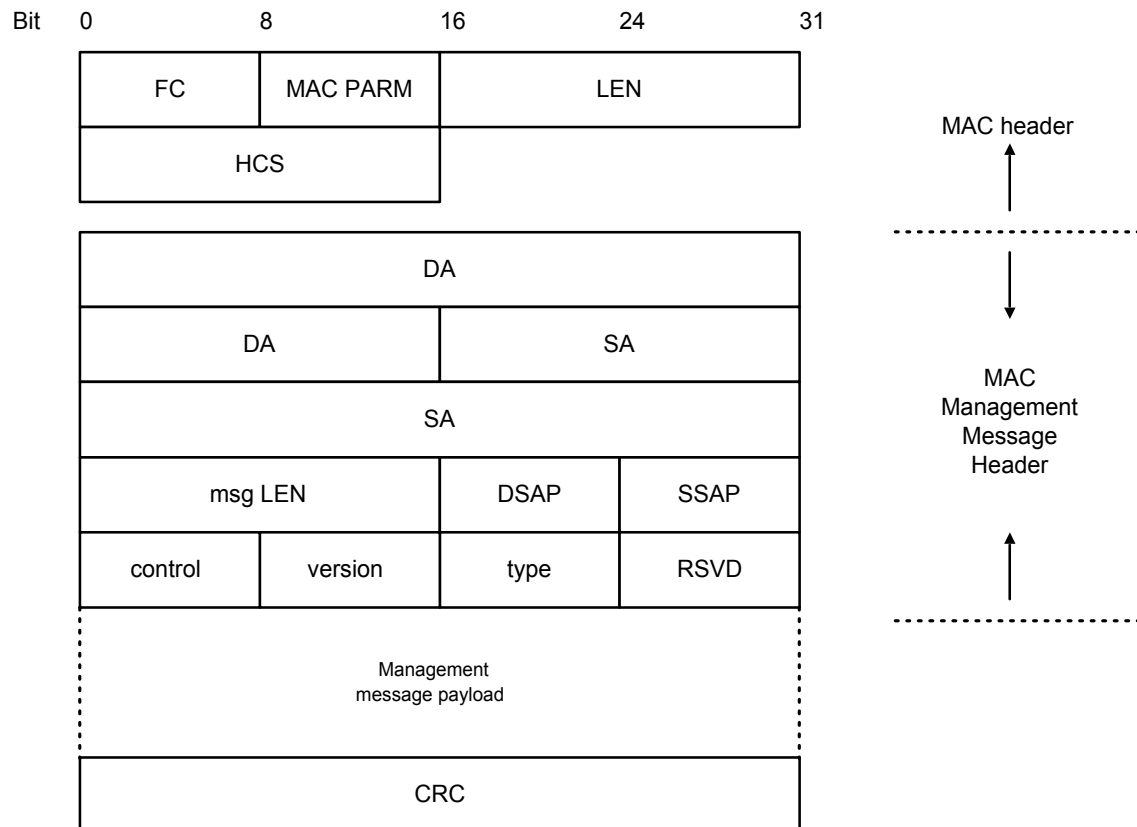 Bit 0 8 16 24 31
FC MAC PARM LEN
MAC header
HCS
DA
DA SA
MAC
Management
Message
Header
SA
msg LEN DSAP SSAP
control version type RSVD
Management
message payload
CRC